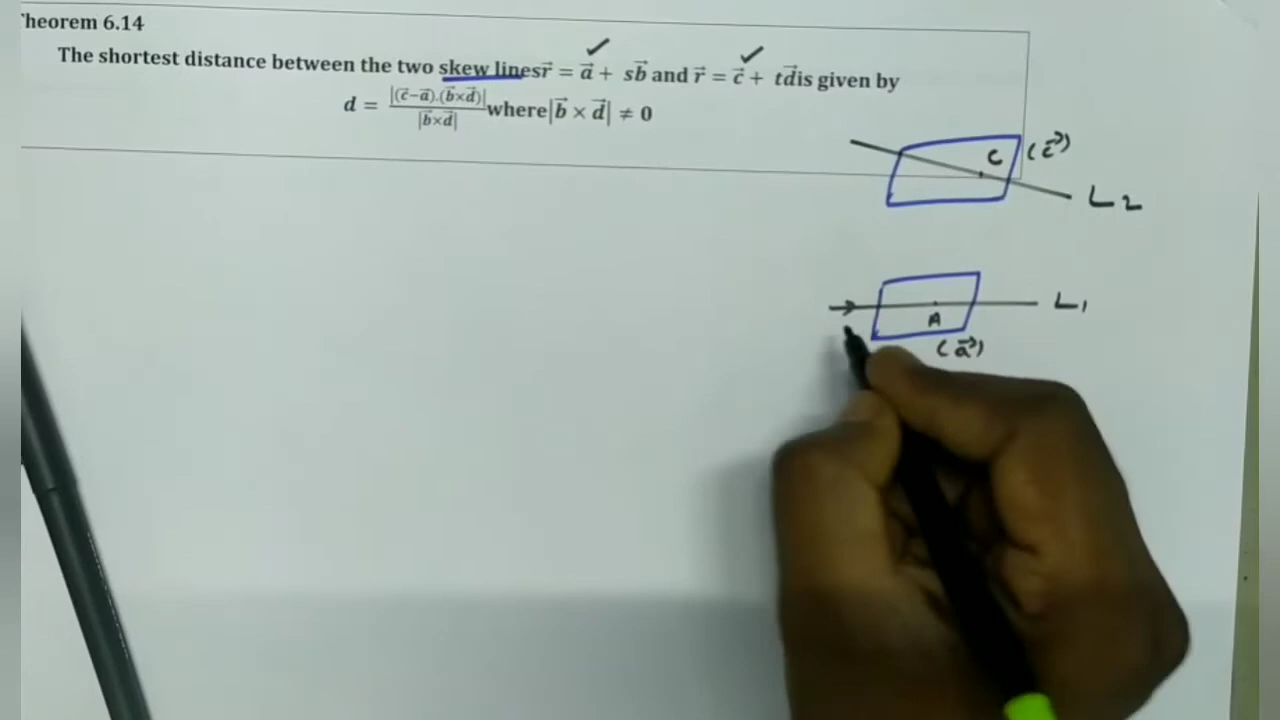 Theorem 6.14
The shortest distance between the two skew lines r⃗ = a⃗ + sb⃗ and r⃗ = c⃗ + td⃗is given by
d = |(c⃗−a⃗).(b⃗×d⃗)| / |b⃗×d⃗| where|b⃗ × d⃗| ≠ 0
C (c⃗)
L2
L1
A
(a⃗)